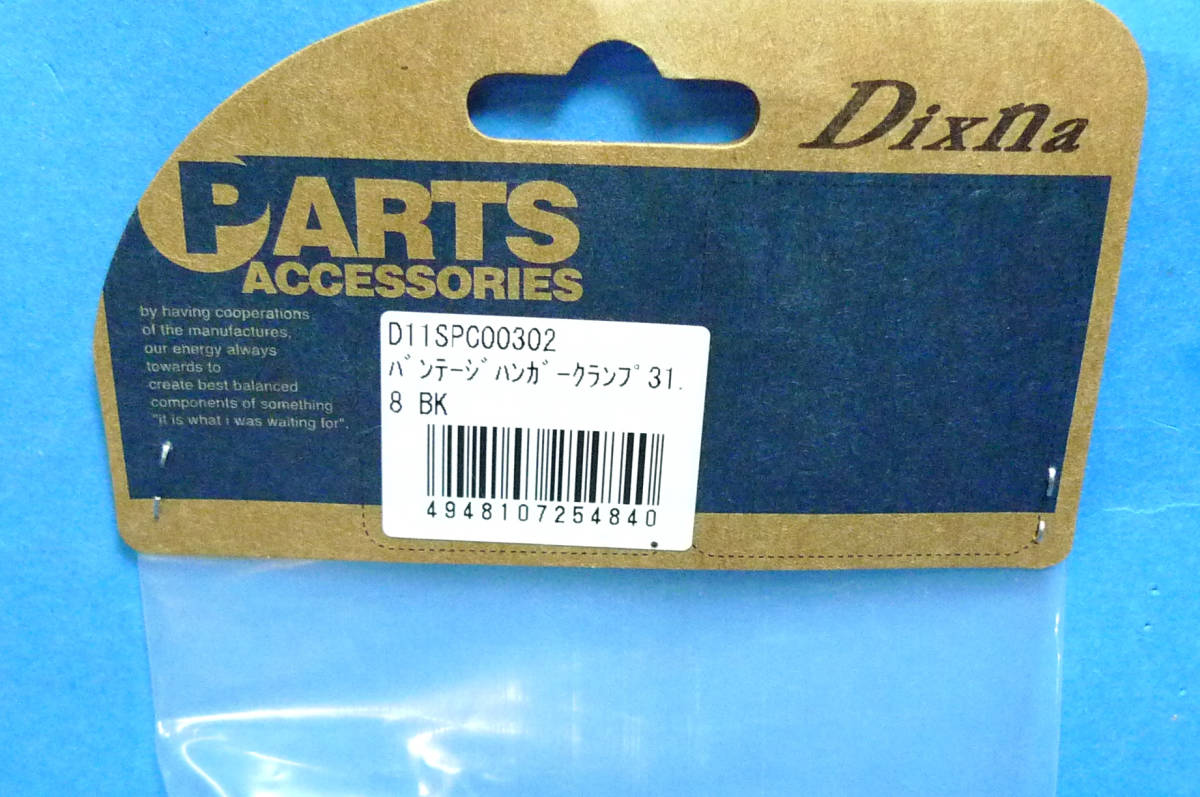 Dixna
PARTS
ACCESSORIES
by having cooperations
of the manufactures,
our energy always
towards to
create best balanced
components of something
"it is what i was waiting for".
D11SPC00302
バンテージハンガークランプ31.
8 BK
4948107254840